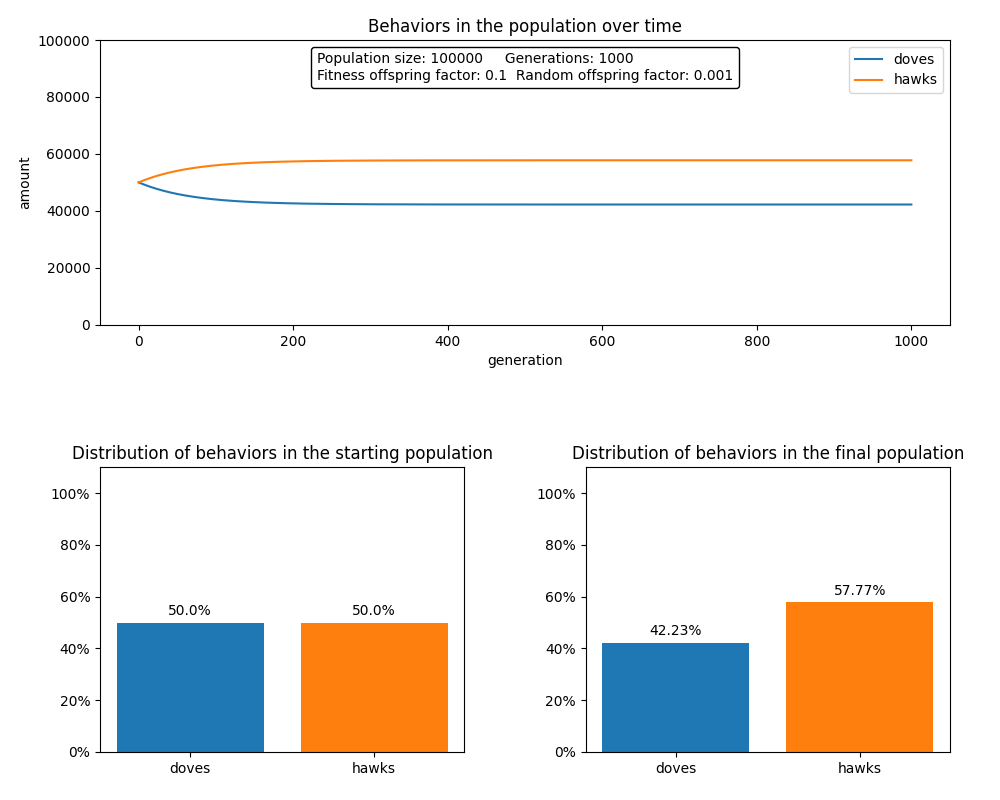 Behaviors in the population over time
Population size: 100000     Generations: 1000
Fitness offspring factor: 0.1  Random offspring factor: 0.001
doves
hawks
100000
80000
60000
40000
20000
0
amount
0 200 400 600 800 1000
generation
Distribution of behaviors in the starting population
100%
80%
60%
40%
20%
0%
50.0% 50.0%
doves hawks
Distribution of behaviors in the final population
100%
80%
60%
40%
20%
0%
57.77%
42.23%
doves hawks